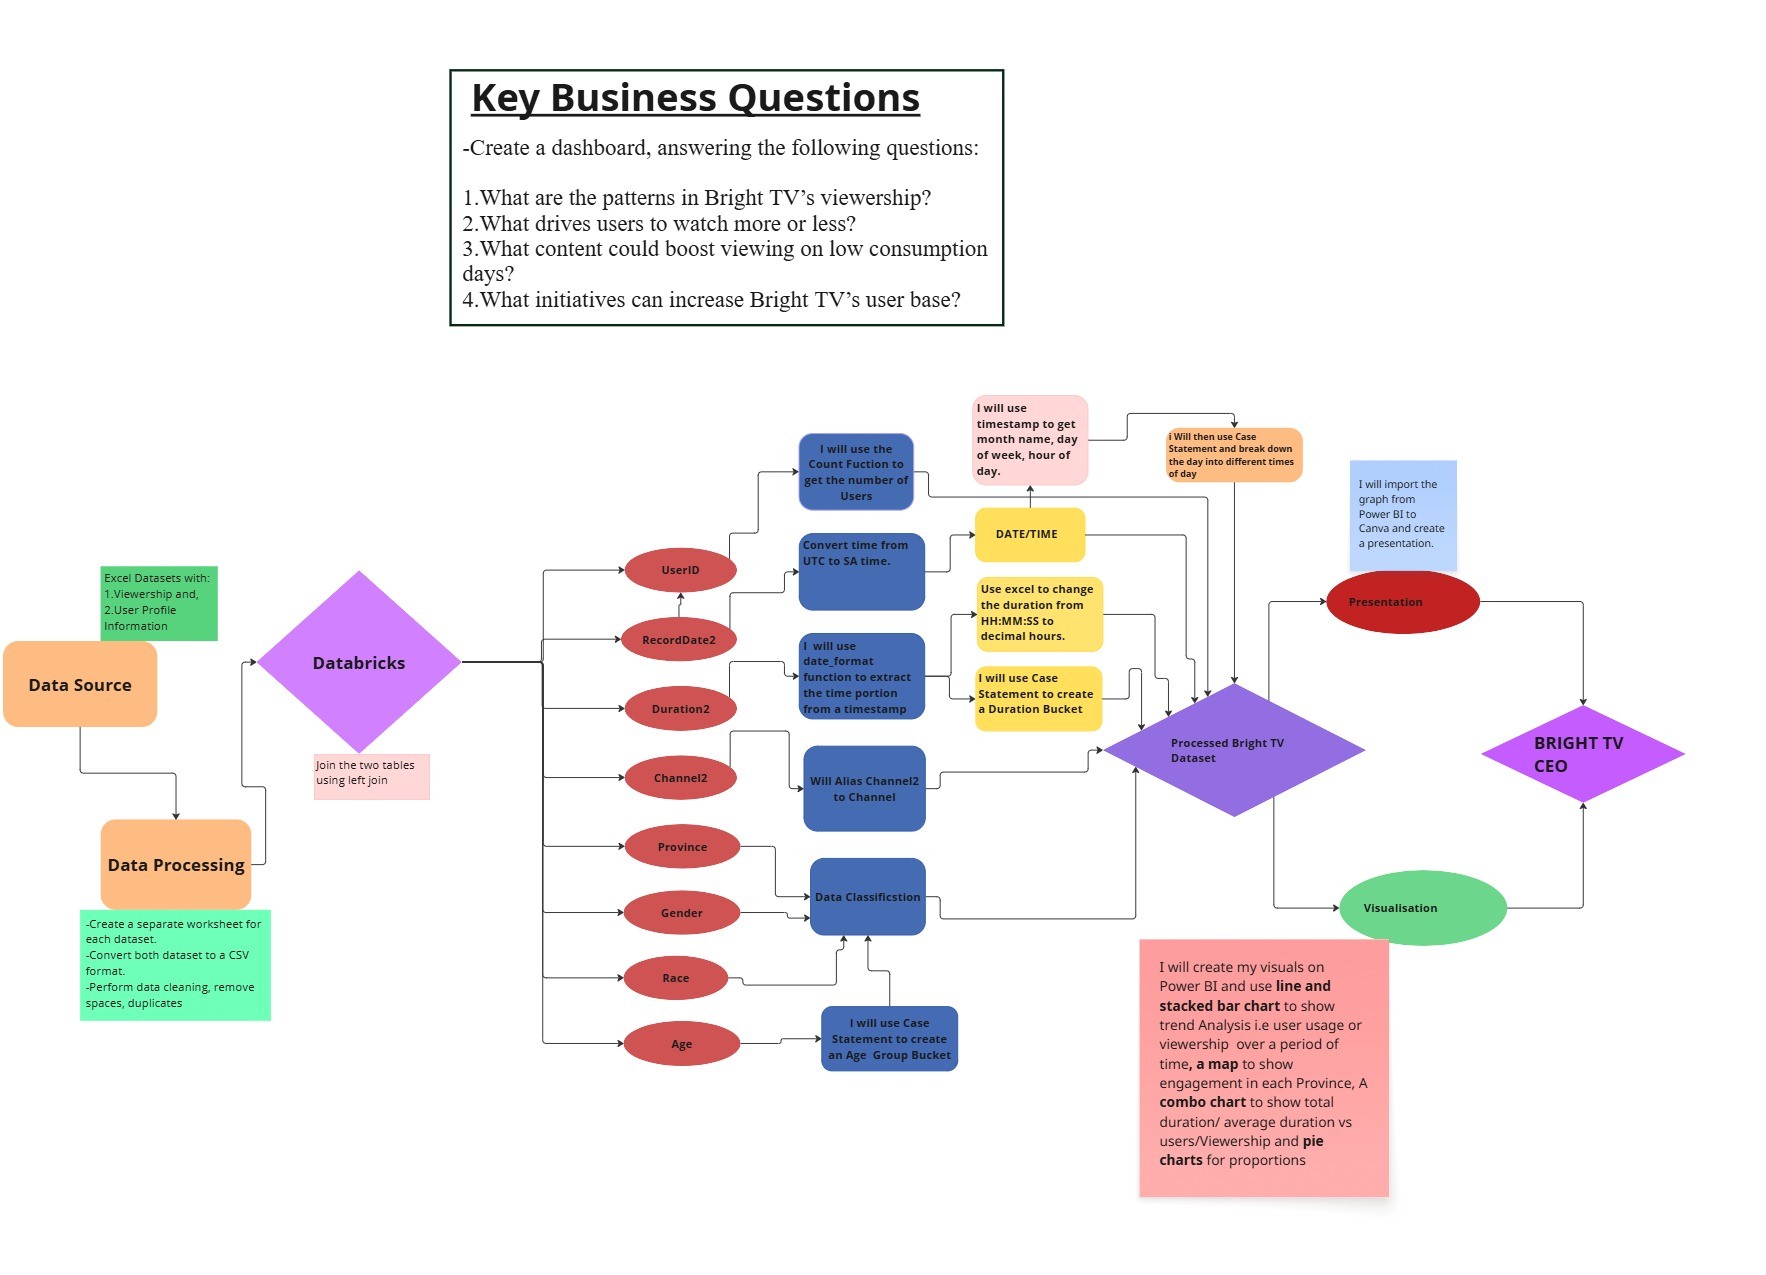 Key Business Questions
-Create a dashboard, answering the following questions:
1.What are the patterns in Bright TV’s viewership?
2.What drives users to watch more or less?
3.What content could boost viewing on low consumption
days?
4.What initiatives can increase Bright TV’s user base?
Excel Datasets with:
1.Viewership and,
2.User Profile
Information
Data Source
Data Processing
-Create a separate worksheet for
each dataset.
-Convert both dataset to a CSV
format.
-Perform data cleaning, remove
spaces, duplicates
Databricks
Join the two tables
using left join
UserID
RecordDate2
Duration2
Channel2
Province
Gender
Race
Age
I will use the
Count Fuction to
get the number of
Users
Convert time from
UTC to SA time.
I  will use
date_format
function to extract
the time portion
from a timestamp
Will Alias Channel2
to Channel
Data Classificstion
I will use Case
Statement to create
an Age  Group Bucket
I will use
timestamp to get
month name, day
of week, hour of
day.
DATE/TIME
Use excel to change
the duration from
HH:MM:SS to
decimal hours.
I will use Case
Statement to create
a Duration Bucket
i Will then use Case
Statement and break down
the day into different times
of day
Processed Bright TV
Dataset
I will import the
graph from
Power BI to
Canva and create
a presentation.
Presentation
BRIGHT TV
CEO
Visualisation
I will create my visuals on
Power BI and use line and
stacked bar chart to show
trend Analysis i.e user usage or
viewership  over a period of
time, a map to show
engagement in each Province, A
combo chart to show total
duration/ average duration vs
users/Viewership and pie
charts for proportions